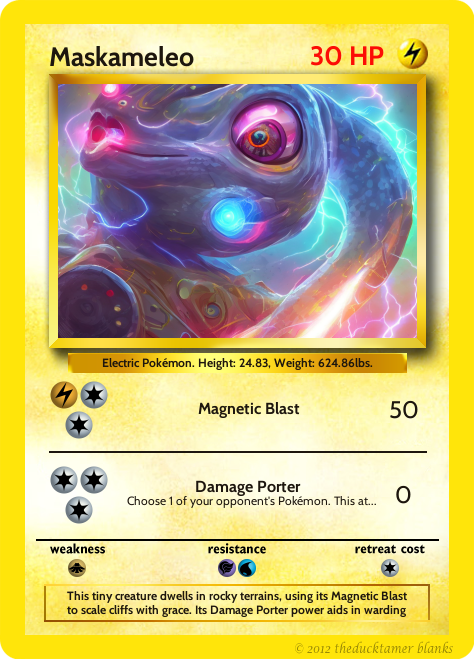 Maskameleo 30 HP
Electric Pokémon. Height: 24.83, Weight: 624.86lbs.
Magnetic Blast 50
Damage Porter
Choose 1 of your opponent's Pokémon. This at... 0
weakness resistance retreat cost
This tiny creature dwells in rocky terrains, using its Magnetic Blast
to scale cliffs with grace. Its Damage Porter power aids in warding
© 2012 theducktamer blanks